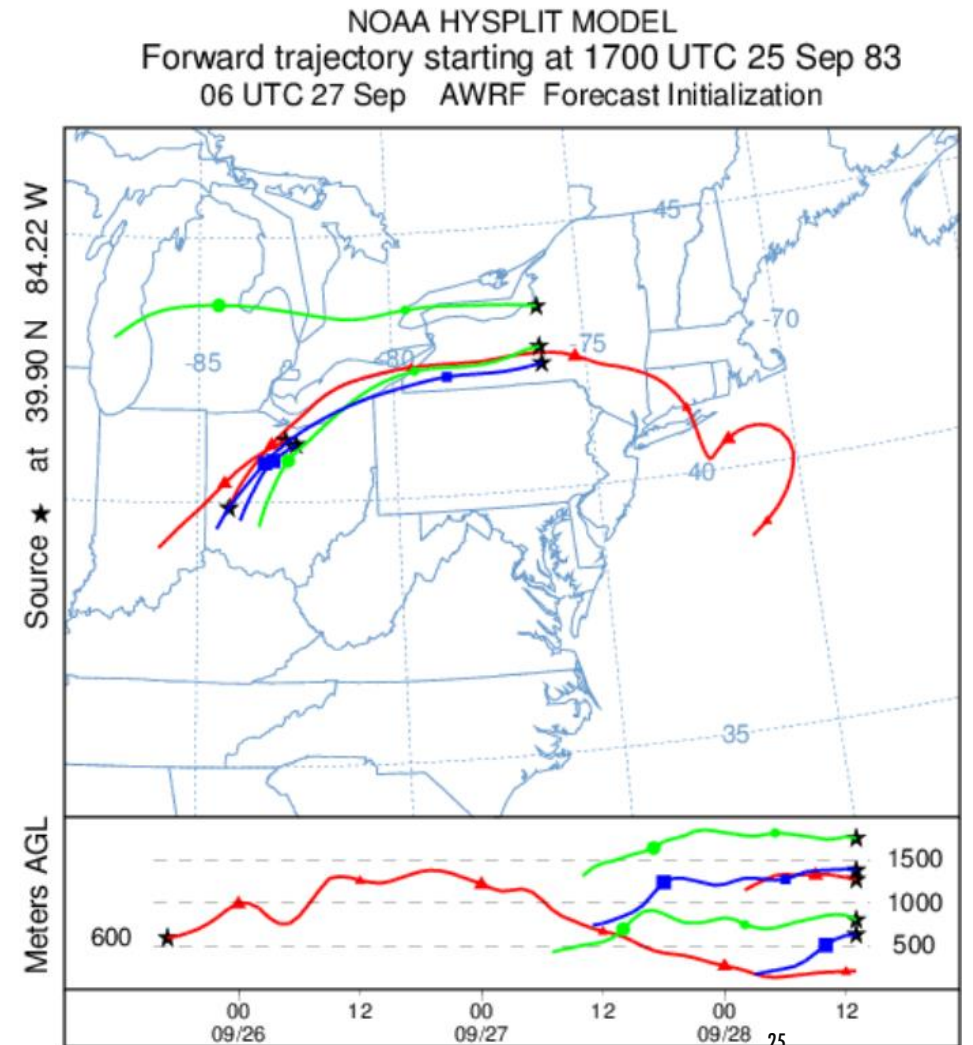 NOAA HYSPLIT MODEL
Forward trajectory starting at 1700 UTC 25 Sep 83
06 UTC 27 Sep AWRF Forecast Initialization
Source ★ at 39.90 N 84.22 W
45
-70
-75
-80
-85
40
35
Meters AGL
1500
1000
600
500
00 12 00 12 00 12
09/26 09/27 09/28
25